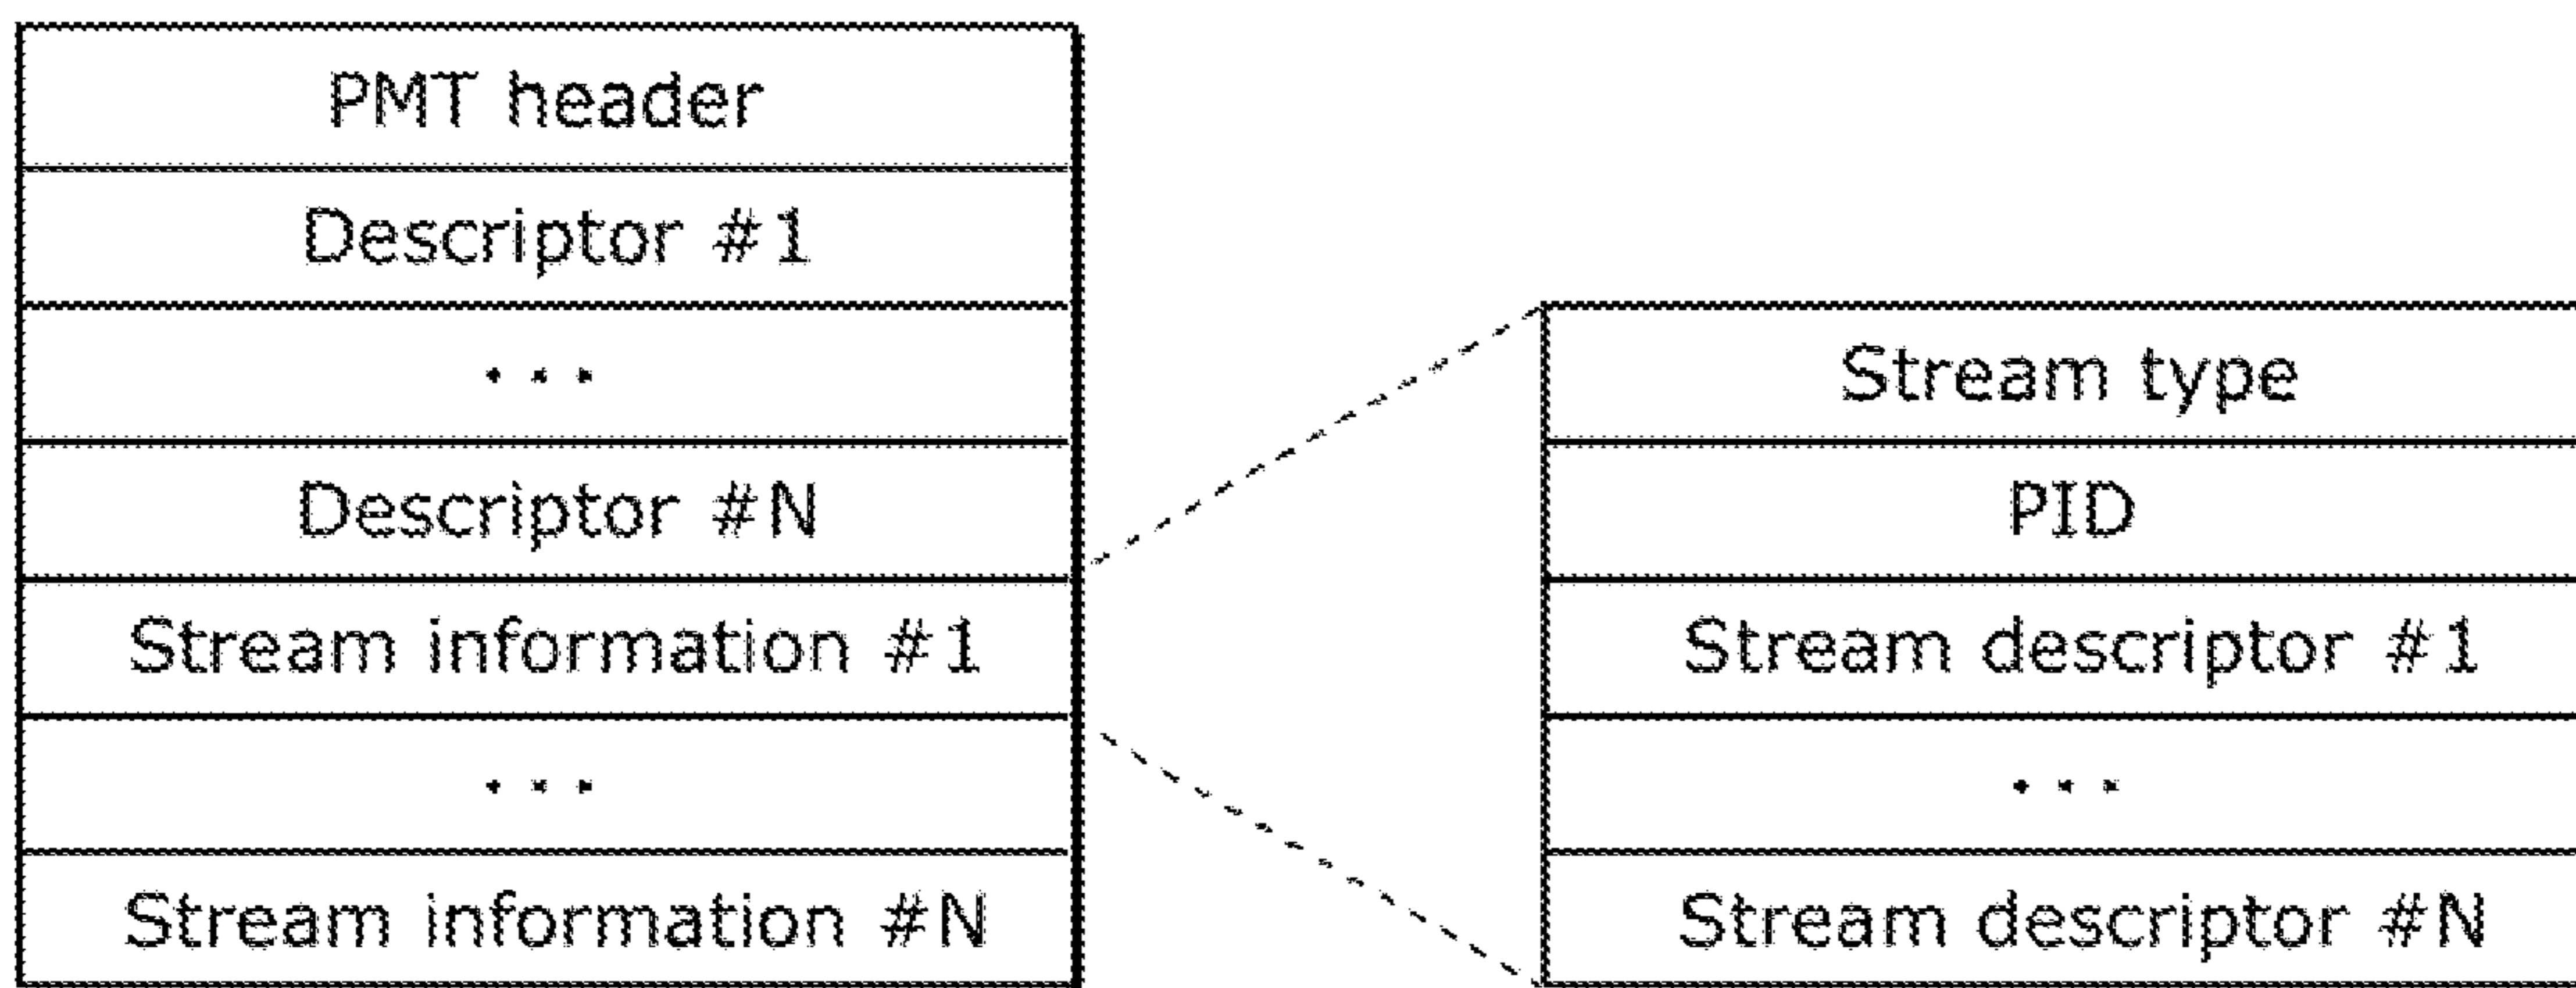 PMT header
Descriptor #1
...
Descriptor #N
Stream information #1
...
Stream information #N
Stream type
PID
Stream descriptor #1
...
Stream descriptor #N